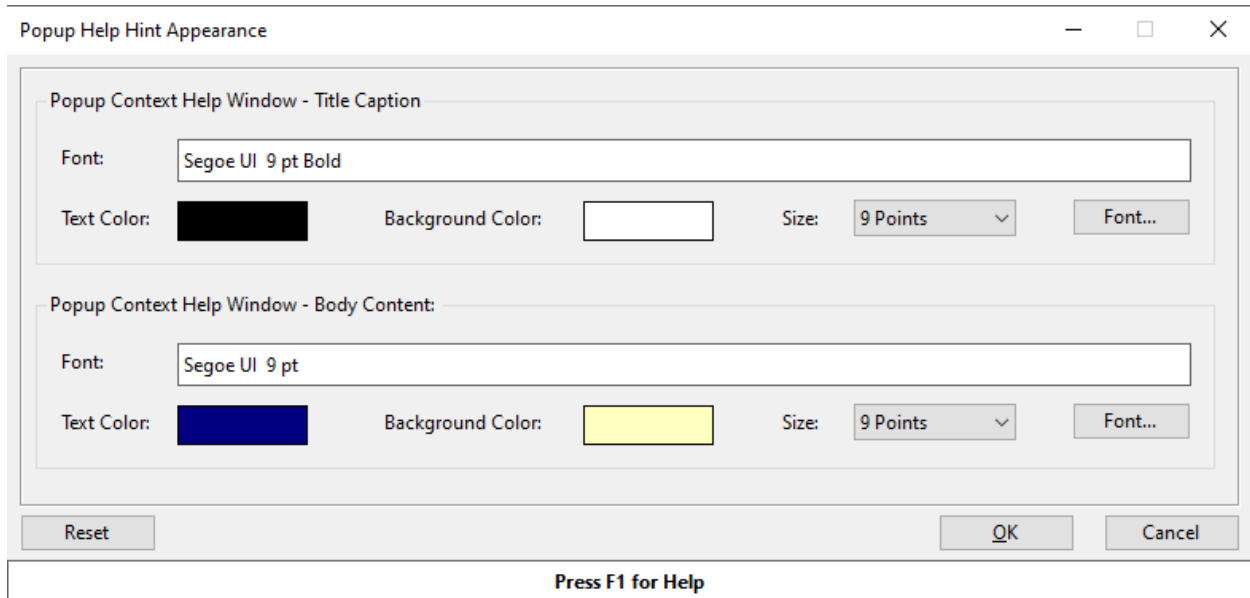 Popup Help Hint Appearance
Popup Context Help Window - Title Caption
Font: Segoe UI  9 pt Bold
Text Color: Background Color: Size: 9 Points Font...
Popup Context Help Window - Body Content:
Font: Segoe UI  9 pt
Text Color: Background Color: Size: 9 Points Font...
Reset OK Cancel
Press F1 for Help